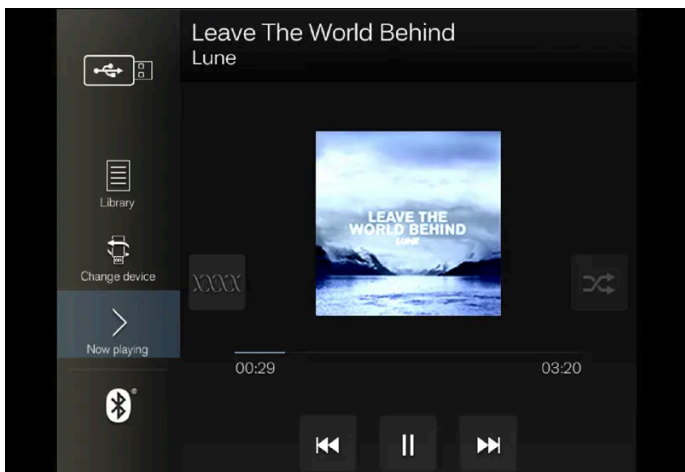 Leave The World Behind
Lune
Library
Change device
Now playing
LEAVE THE
WORLD BEHIND
LUNE
XXXX
00:29
03:20